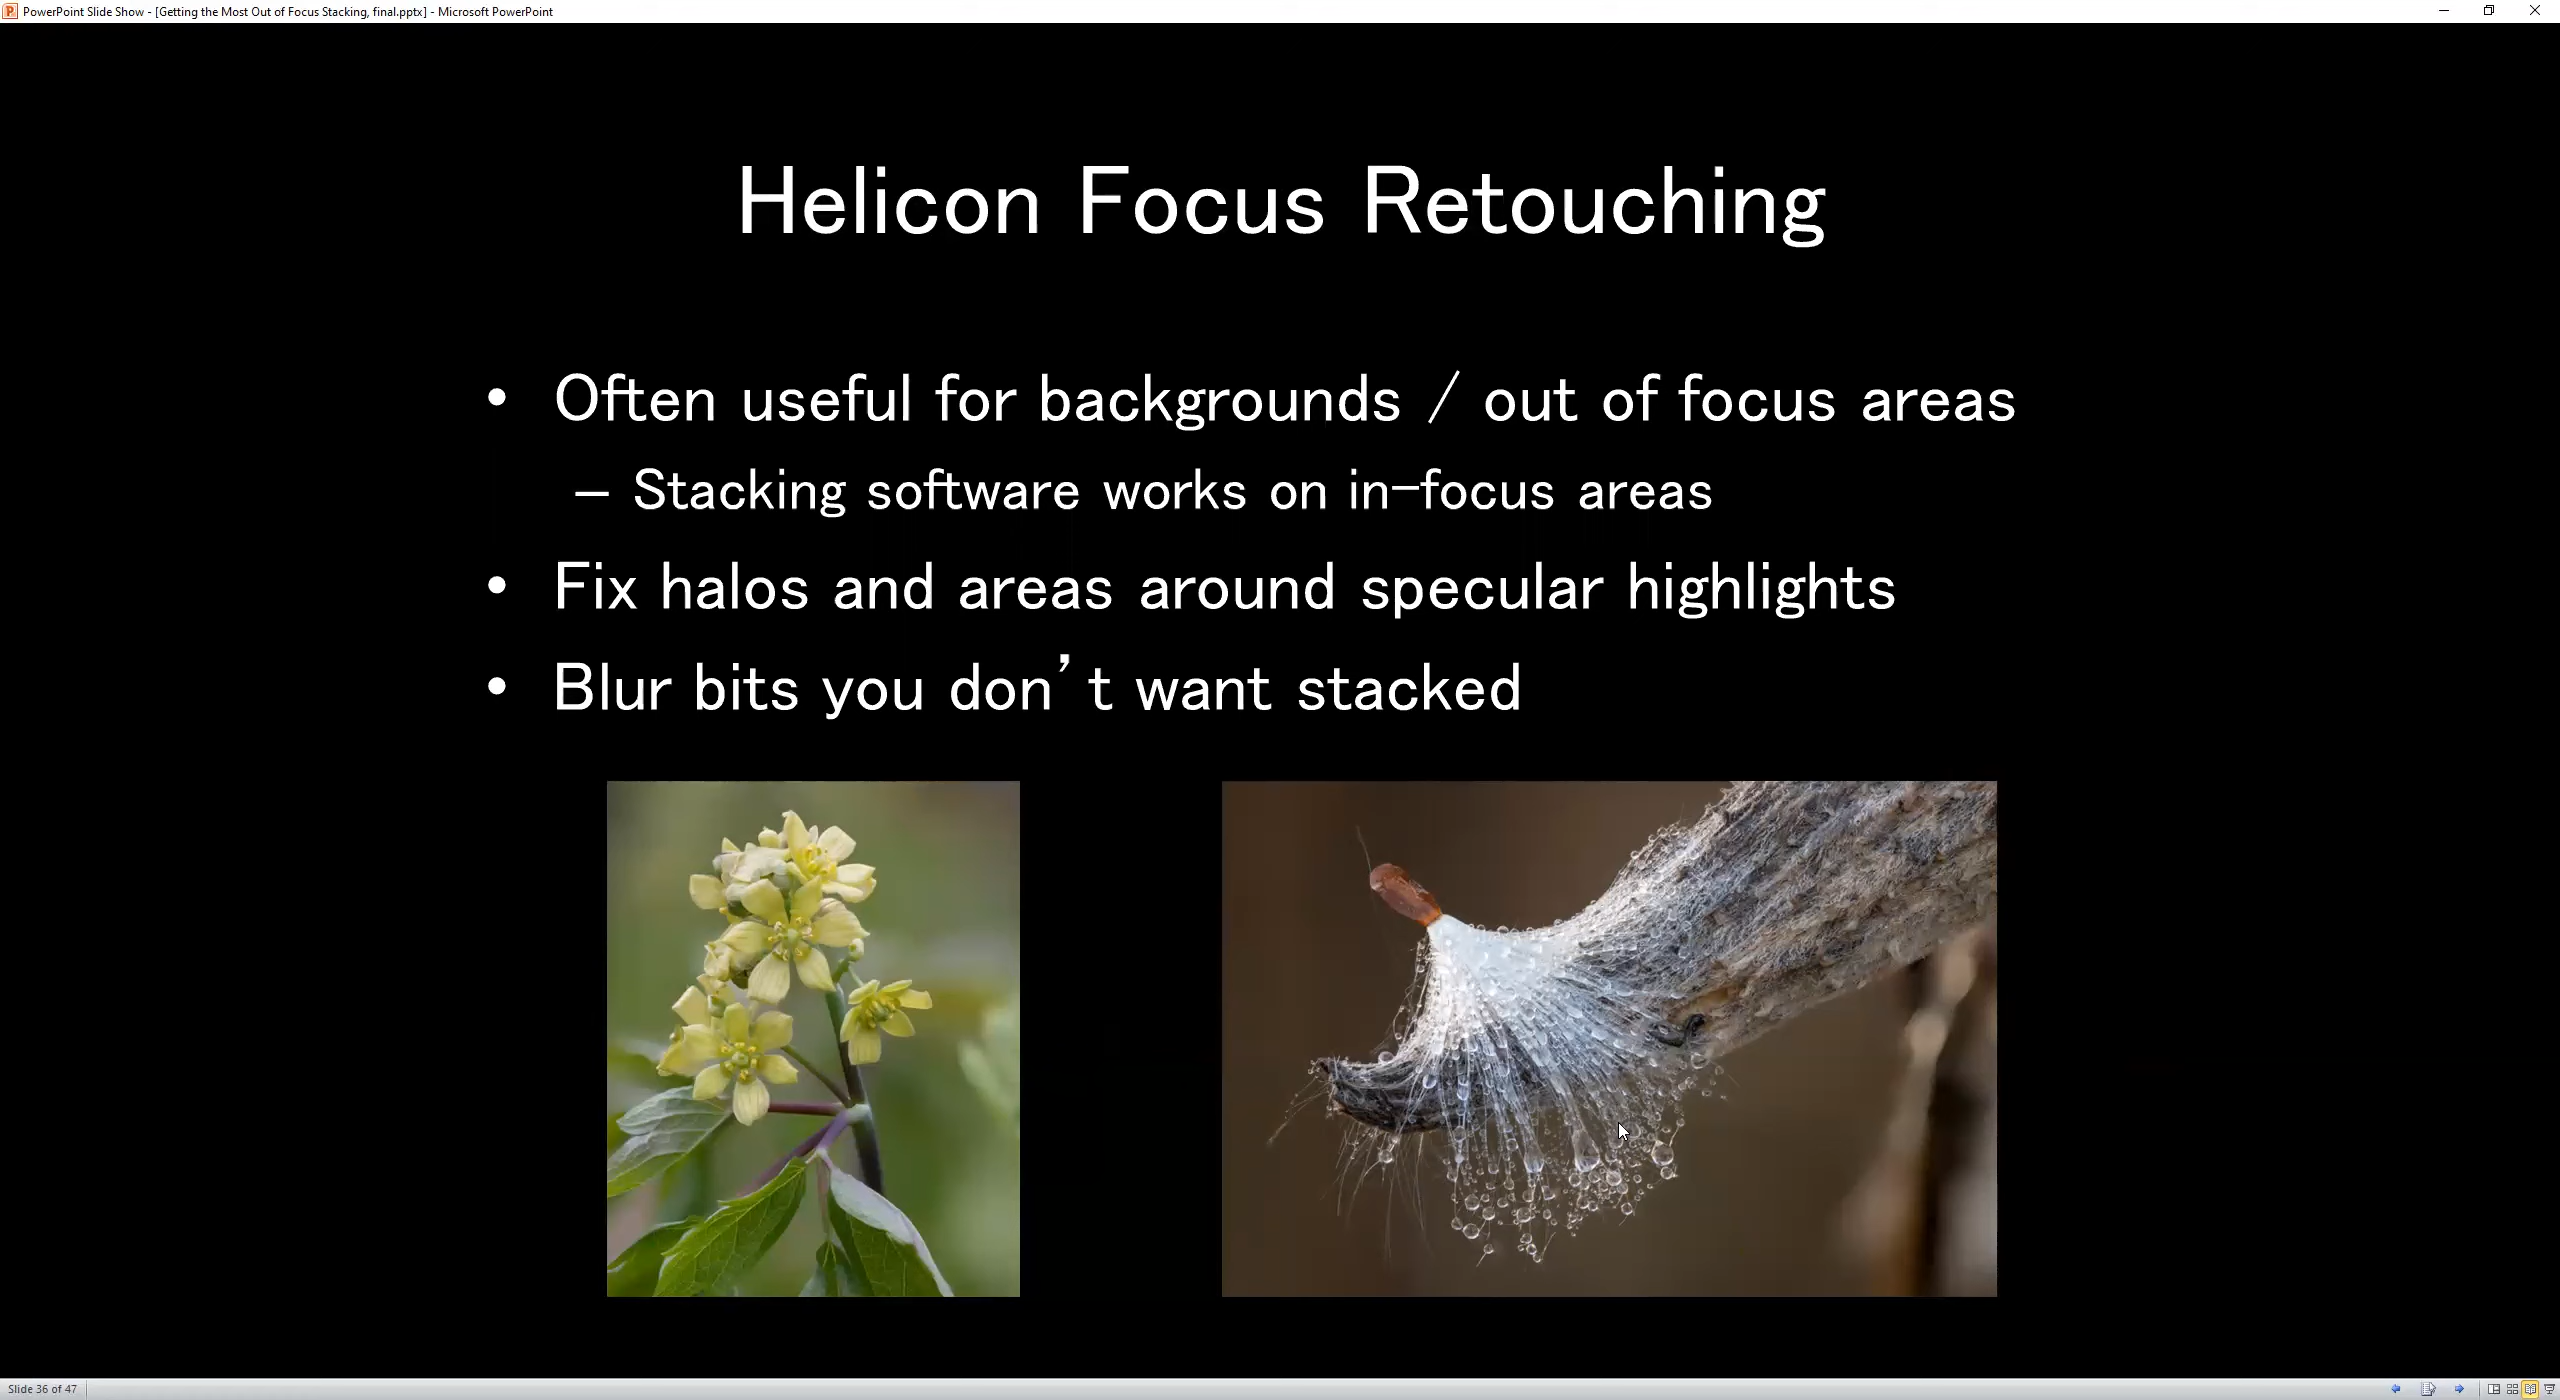 PowerPoint Slide Show - [Getting the Most Out of Focus Stacking, final.pptx] - Microsoft PowerPoint
Helicon Focus Retouching
• Often useful for backgrounds / out of focus areas
– Stacking software works on in-focus areas
• Fix halos and areas around specular highlights
• Blur bits you don’t want stacked
Slide 36 of 47